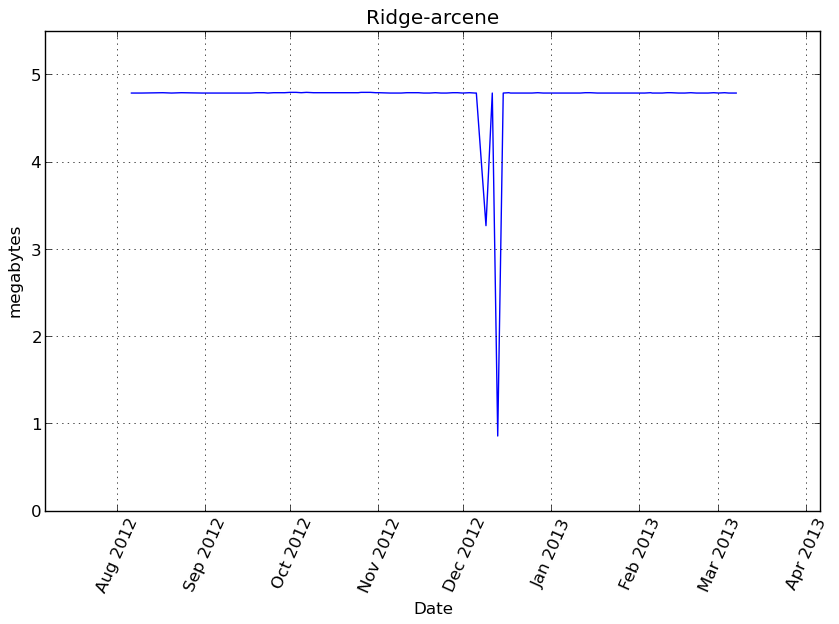 Ridge-arcene
5
4
3
2
1
0
megabytes
Aug 2012
Sep 2012
Oct 2012
Nov 2012
Dec 2012
Jan 2013
Feb 2013
Mar 2013
Apr 2013
Date